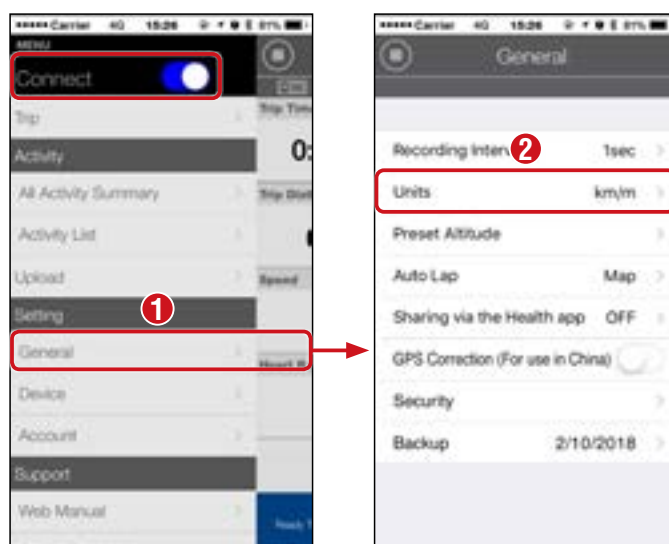 Carrier 4G 15:26 81%
MENU
Connect
Trip
Activity
All Activity Summary
Activity List
Upload
Setting
1
General
Device
Account
Support
Web Manual
Trip Time
0:
Trip Dist
Speed
Heart R
Ready T
Carrier 4G 15:26 81%
General
Recording Interv 2 1sec
Units km/m
Preset Altitude
Auto Lap Map
Sharing via the Health app OFF
GPS Correction (For use in China)
Security
Backup 2/10/2018